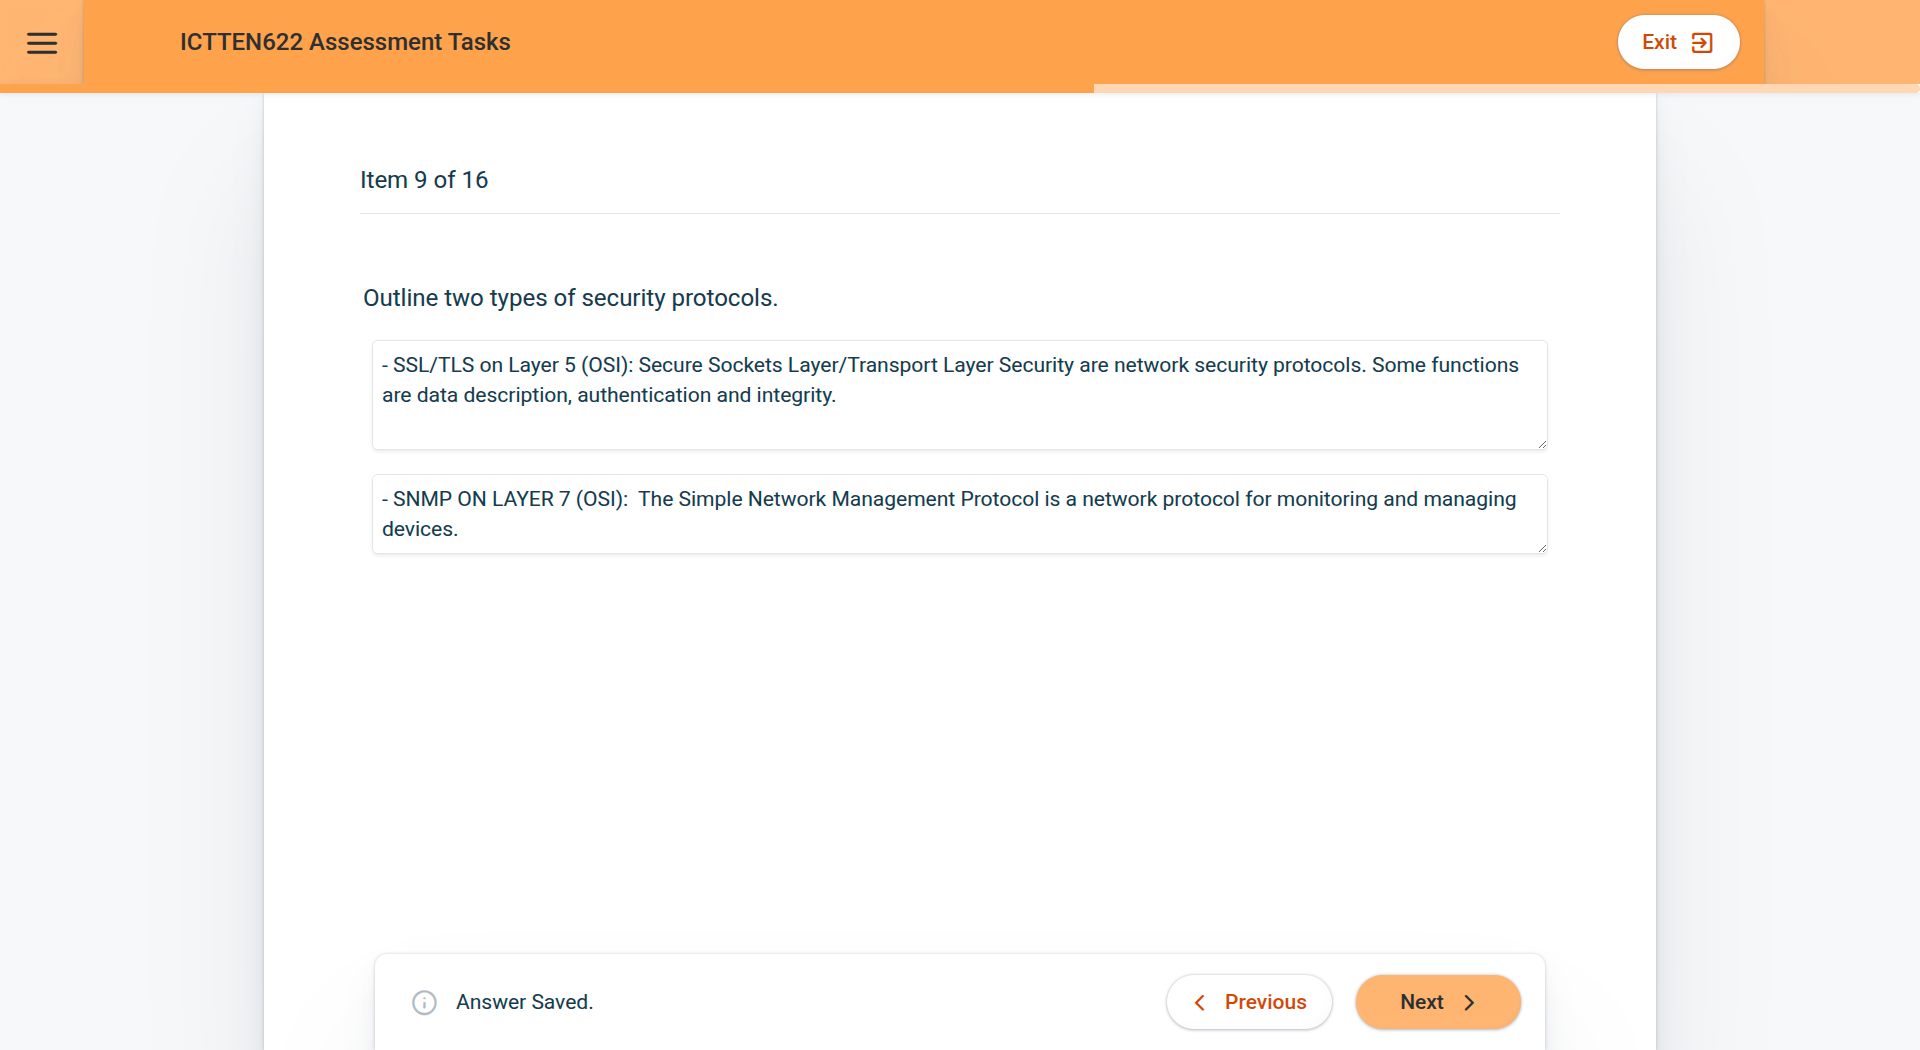 ICTTEN622 Assessment Tasks
Exit
Item 9 of 16
Outline two types of security protocols.
- SSL/TLS on Layer 5 (OSI): Secure Sockets Layer/Transport Layer Security are network security protocols. Some functions
are data description, authentication and integrity.
- SNMP ON LAYER 7 (OSI):  The Simple Network Management Protocol is a network protocol for monitoring and managing
devices.
Answer Saved.
Previous
Next